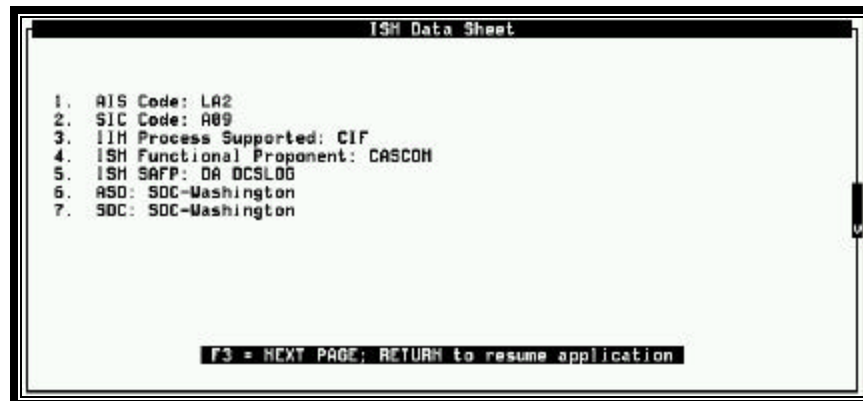 ISM Data Sheet
1. AIS Code: LA2
2. SIC Code: A09
3. IIM Process Supported: CIF
4. ISM Functional Proponent: CASCOM
5. ISM SAFP: DA DCSLOG
6. ASD: SDC-Washington
7. SDC: SDC-Washington
v
F3 = NEXT PAGE; RETURN to resume application